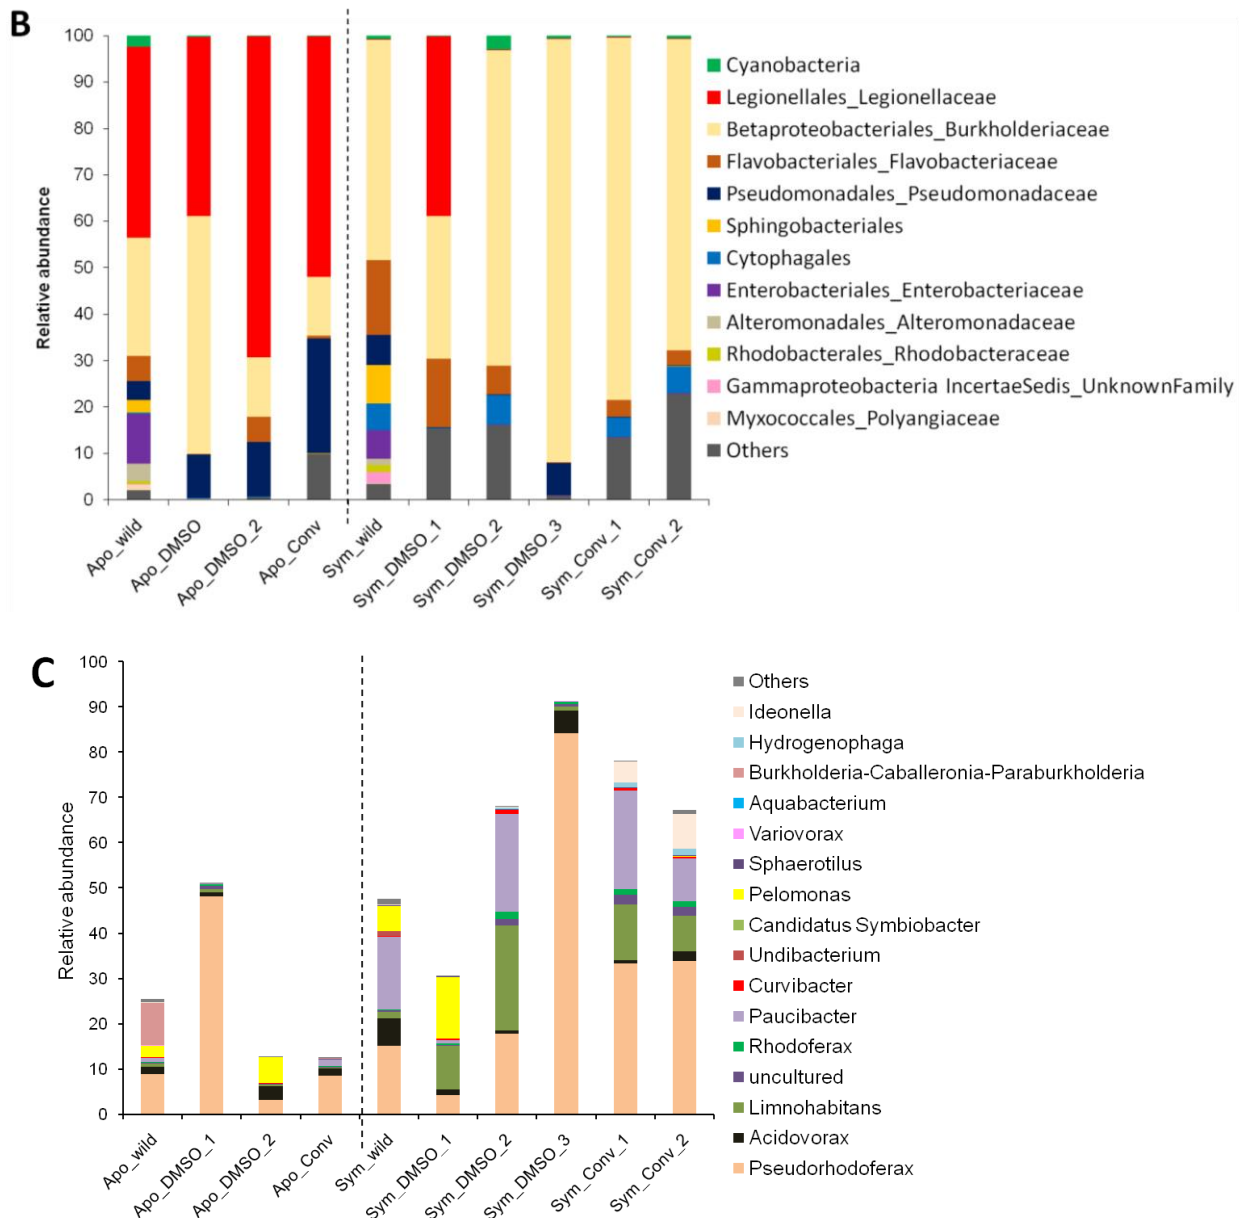 B
Relative abundance
100
90
80
70
60
50
40
30
20
10
0
Apo_wild
Apo_DMSO
Apo_DMSO_2
Apo_Conv
Sym_wild
Sym_DMSO_1
Sym_DMSO_2
Sym_DMSO_3
Sym_Conv_1
Sym_Conv_2
Cyanobacteria
Legionellales_Legionellaceae
Betaproteobacteriales_Burkholderiaceae
Flavobacteriales_Flavobacteriaceae
Pseudomonadales_Pseudomonadaceae
Sphingobacteriales
Cytophagales
Enterobacteriales_Enterobacteriaceae
Alteromonadales_Alteromonadaceae
Rhodobacterales_Rhodobacteraceae
Gammaproteobacteria IncertaeSedis_UnknownFamily
Myxococcales_Polyangiaceae
Others
C
Relative abundance
100
90
80
70
60
50
40
30
20
10
0
Apo_wild
Apo_DMSO_1
Apo_DMSO_2
Apo_Conv
Sym_wild
Sym_DMSO_1
Sym_DMSO_2
Sym_DMSO_3
Sym_Conv_1
Sym_Conv_2
Others
Ideonella
Hydrogenophaga
Burkholderia-Caballeronia-Paraburkholderia
Aquabacterium
Variovorax
Sphaerotilus
Pelomonas
Candidatus Symbiobacter
Undibacterium
Curvibacter
Paucibacter
Rhodoferax
uncultured
Limnohabitans
Acidovorax
Pseudorhodoferax